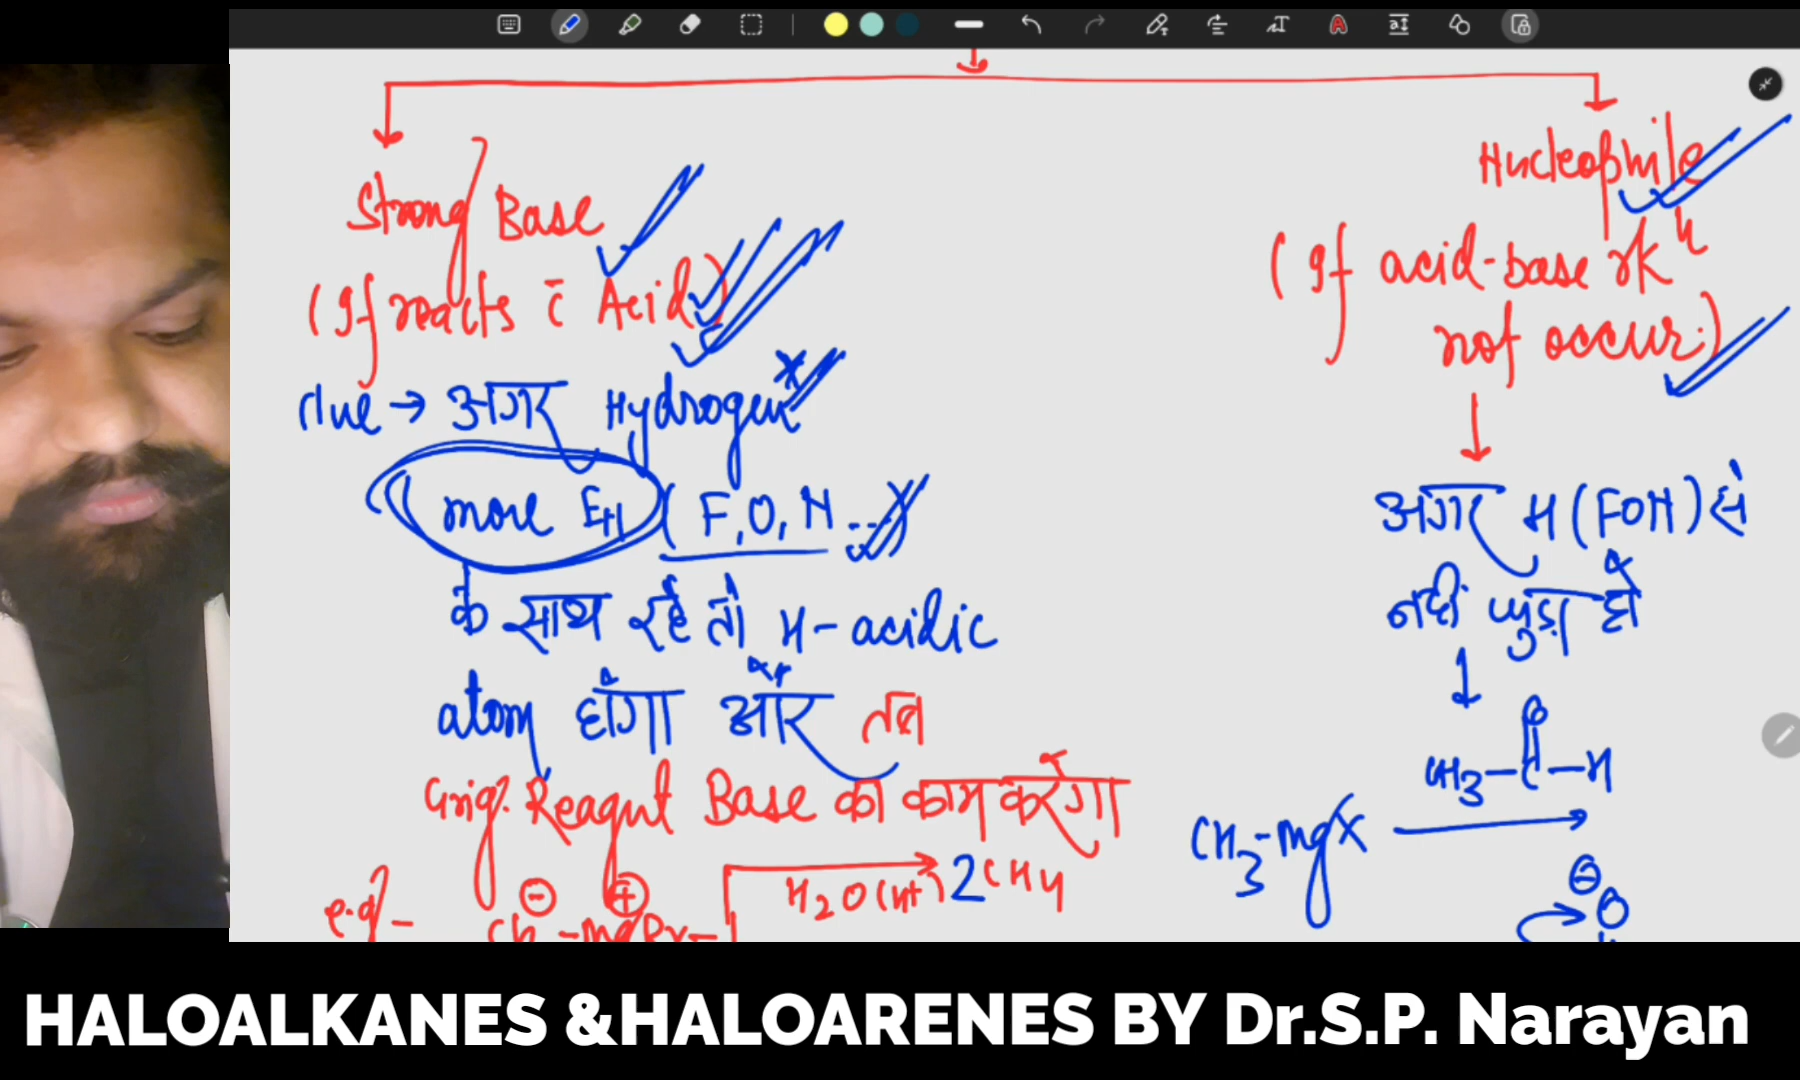 Strong Base
(If reacts c̄ Acid)
clue → अगर Hydrogen
more EN (F, O, N ...)
के साथ रहे तो H-acidic
atom होगा और तब
Grig. Reagent Base का काम करेगा
e.g-
H2O(H+) 2CH4
Nucleophile
(If acid-base rxn
not occur.)
अगर H (FON) से
नहीं जुड़ा हो
O
CH3-C-H
CH3-MgX
⊖
O
HALOALKANES &HALOARENES BY Dr.S.P. Narayan